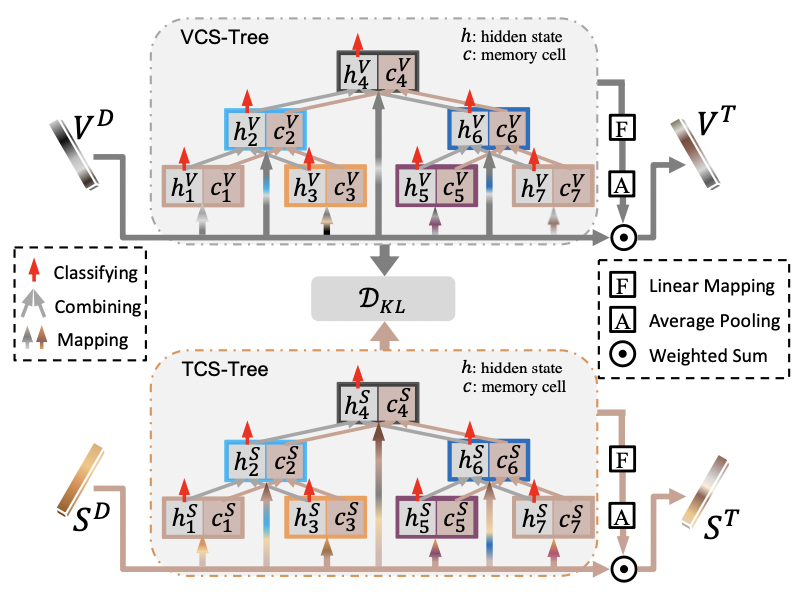 VCS-Tree
h: hidden state
c: memory cell
h_4^V c_4^V
V^D
h_2^V c_2^V
h_6^V c_6^V
F
V^T
h_1^V c_1^V
h_3^V c_3^V
h_5^V c_5^V
h_7^V c_7^V
A
Classifying
Combining
Mapping
𝒟_KL
F Linear Mapping
A Average Pooling
Weighted Sum
TCS-Tree
h: hidden state
c: memory cell
h_4^S c_4^S
h_2^S c_2^S
h_6^S c_6^S
F
S^D
h_1^S c_1^S
h_3^S c_3^S
h_5^S c_5^S
h_7^S c_7^S
A
S^T